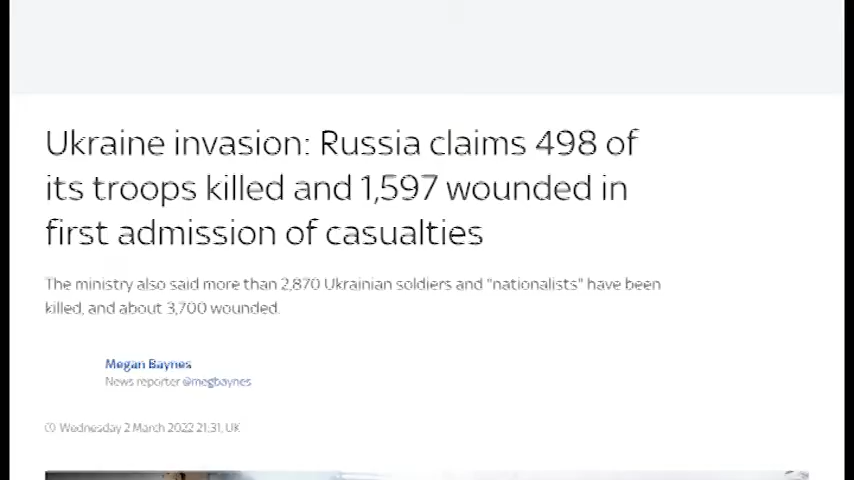 Ukraine invasion: Russia claims 498 of
its troops killed and 1,597 wounded in
first admission of casualties
The ministry also said more than 2,870 Ukrainian soldiers and "nationalists" have been
killed, and about 3,700 wounded.
Megan Baynes
News reporter @megbaynes
Wednesday 2 March 2022 21:31, UK